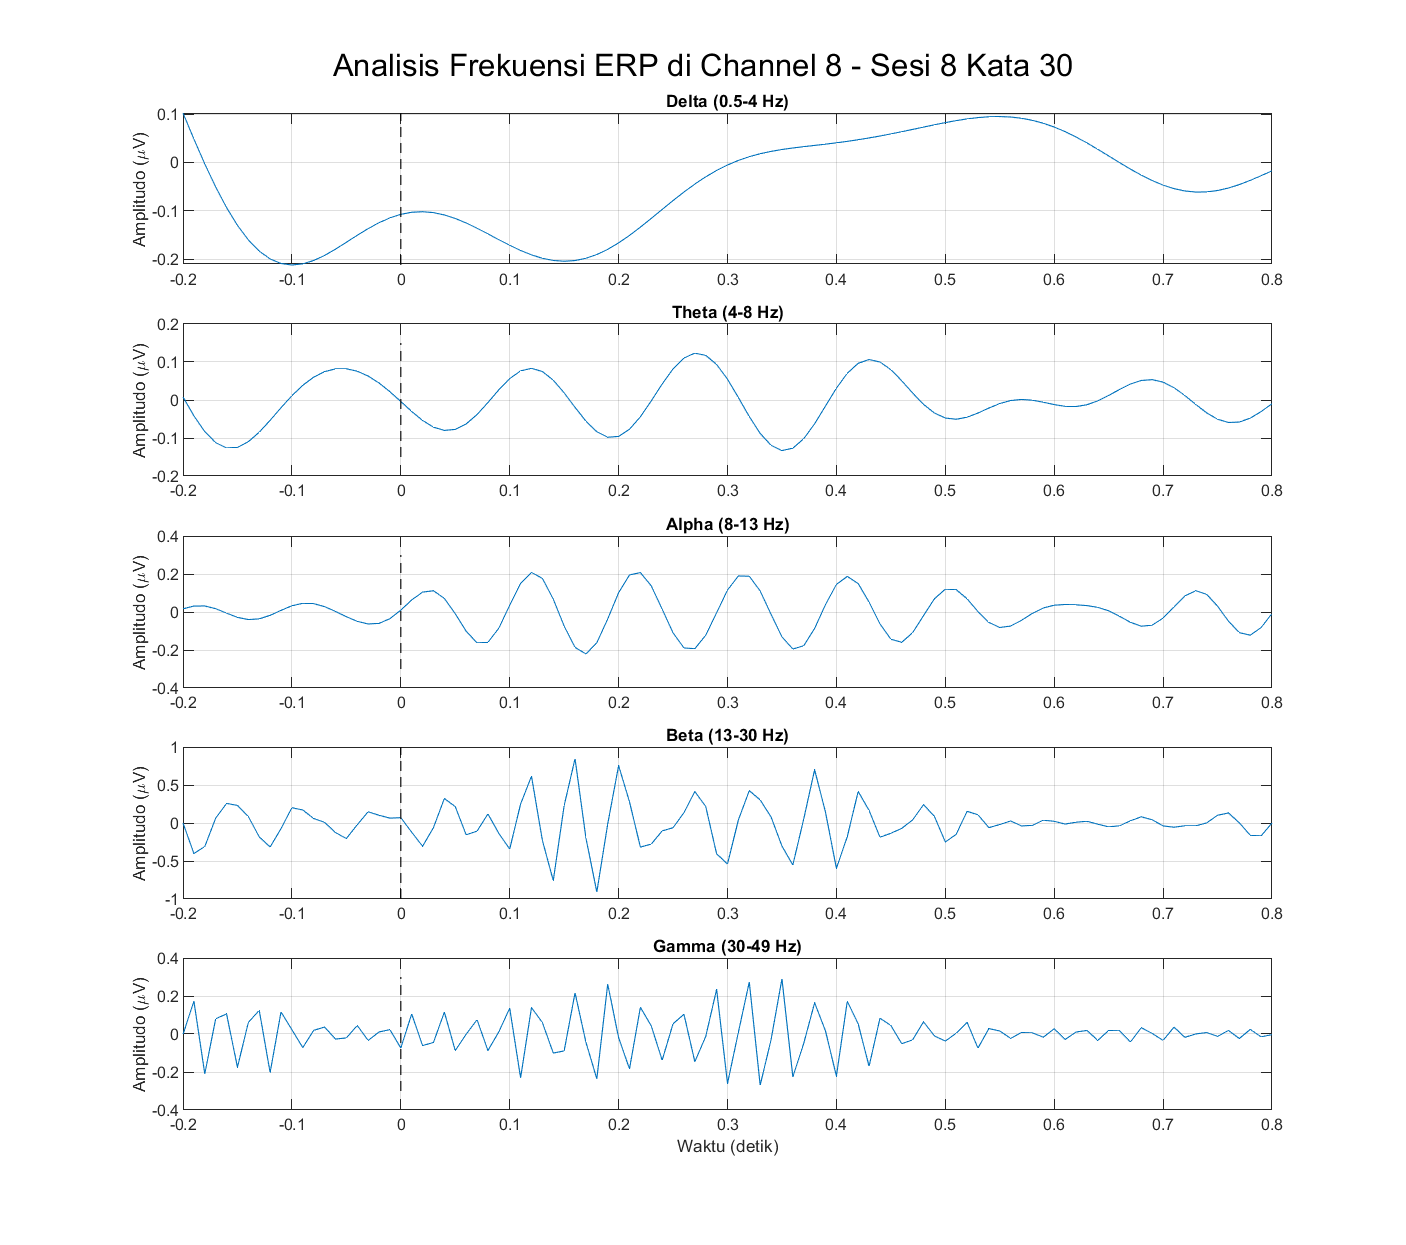 Analisis Frekuensi ERP di Channel 8 - Sesi 8 Kata 30
Delta (0.5-4 Hz)
Amplitudo (μV)
0.1
0
-0.1
-0.2
-0.2 -0.1 0 0.1 0.2 0.3 0.4 0.5 0.6 0.7 0.8
Theta (4-8 Hz)
Amplitudo (μV)
0.2
0.1
0
-0.1
-0.2
-0.2 -0.1 0 0.1 0.2 0.3 0.4 0.5 0.6 0.7 0.8
Alpha (8-13 Hz)
Amplitudo (μV)
0.4
0.2
0
-0.2
-0.4
-0.2 -0.1 0 0.1 0.2 0.3 0.4 0.5 0.6 0.7 0.8
Beta (13-30 Hz)
Amplitudo (μV)
1
0.5
0
-0.5
-1
-0.2 -0.1 0 0.1 0.2 0.3 0.4 0.5 0.6 0.7 0.8
Gamma (30-49 Hz)
Amplitudo (μV)
0.4
0.2
0
-0.2
-0.4
-0.2 -0.1 0 0.1 0.2 0.3 0.4 0.5 0.6 0.7 0.8
Waktu (detik)